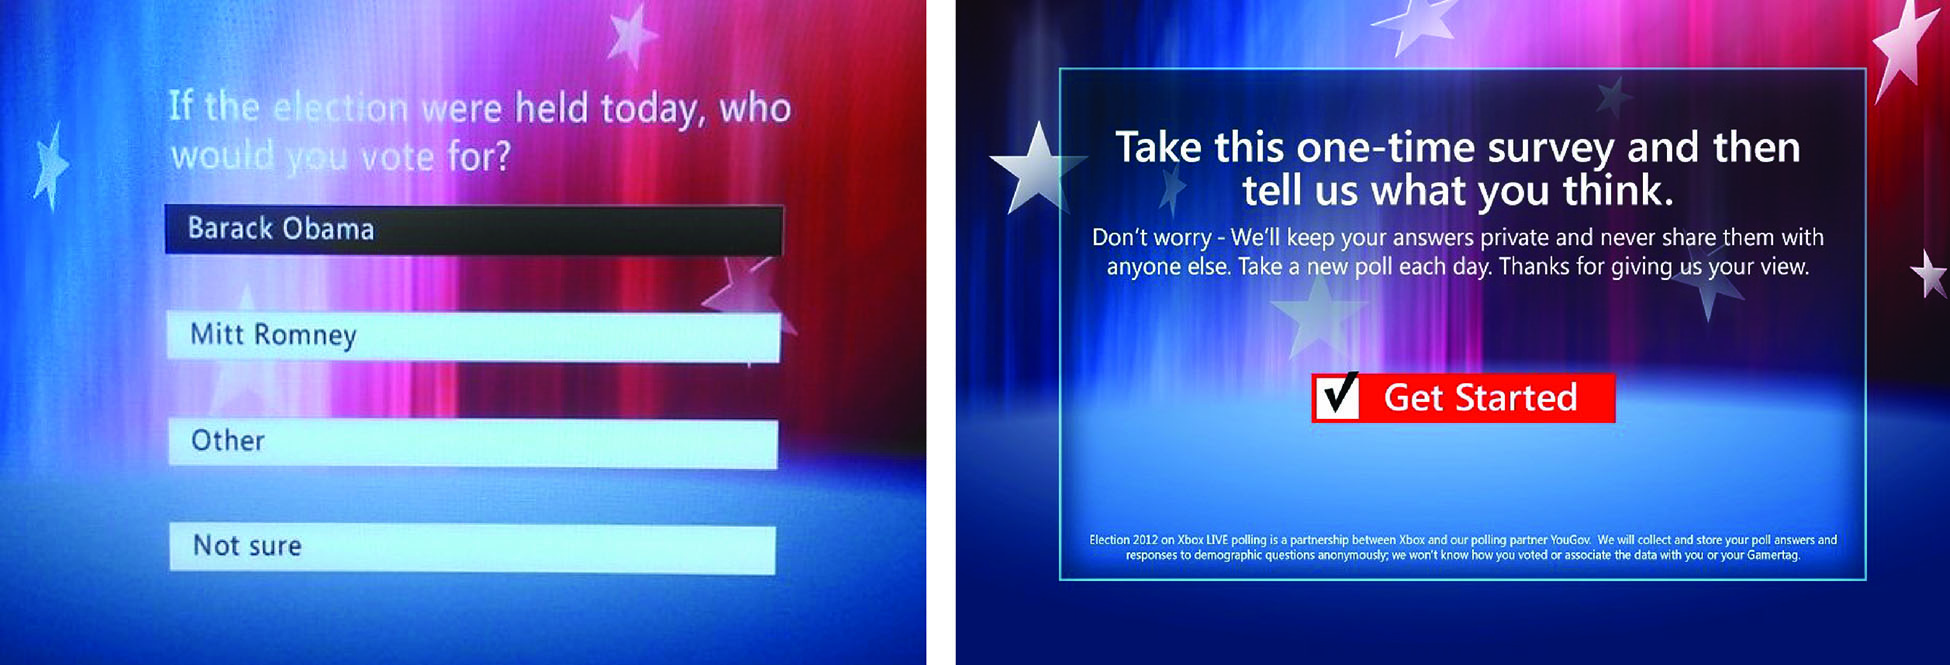 If the election were held today, who
would you vote for?
Barack Obama
Mitt Romney
Other
Not sure
Take this one-time survey and then
tell us what you think.
Don't worry - We'll keep your answers private and never share them with
anyone else. Take a new poll each day. Thanks for giving us your view.
Get Started
Election 2012 on Xbox LIVE polling is a partnership between Xbox and our polling partner YouGov. We will collect and store your poll answers and
responses to demographic questions anonymously; we won't know how you voted or associate the data with you or your Gamertag.